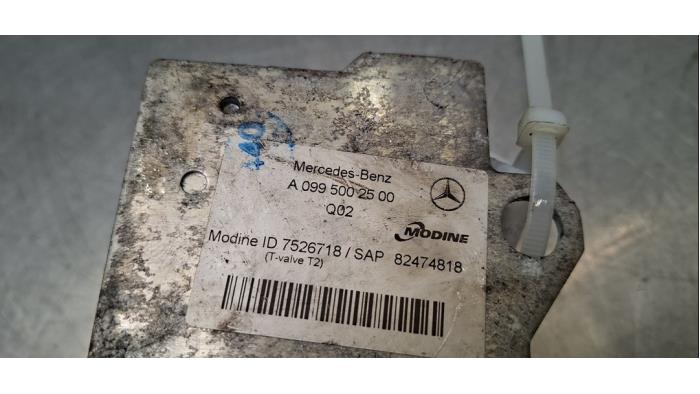 Mercedes-Benz
A 099 500 25 00
Q02
MODINE
Modine ID 7526718 / SAP 82474818
(T-valve T2)